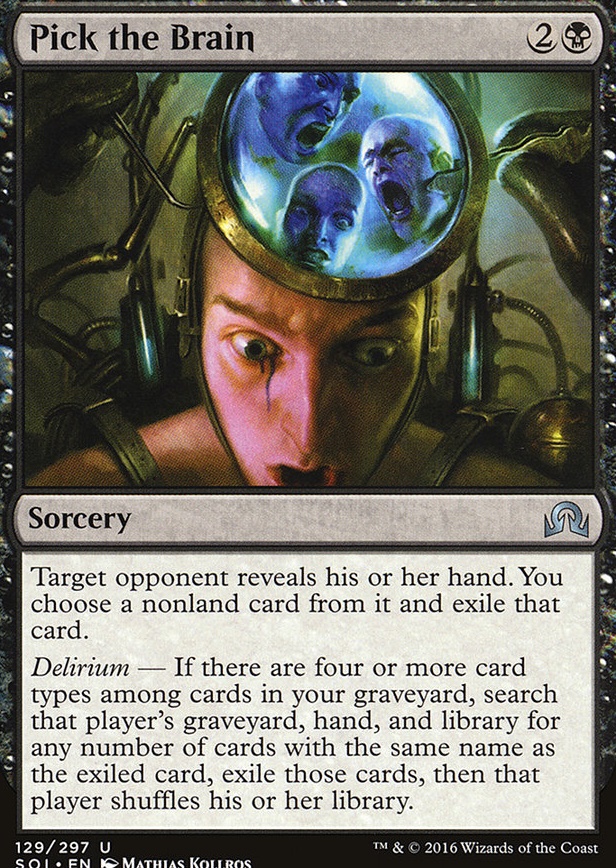 Pick the Brain
2
Sorcery
Target opponent reveals his or her hand. You
choose a nonland card from it and exile that
card.
Delirium — If there are four or more card
types among cards in your graveyard, search
that player's graveyard, hand, and library for
any number of cards with the same name as
the exiled card, exile those cards, then that
player shuffles his or her library.
129/297 U
™ & © 2016 Wizards of the Coast
SOI • EN Mathias Kollros